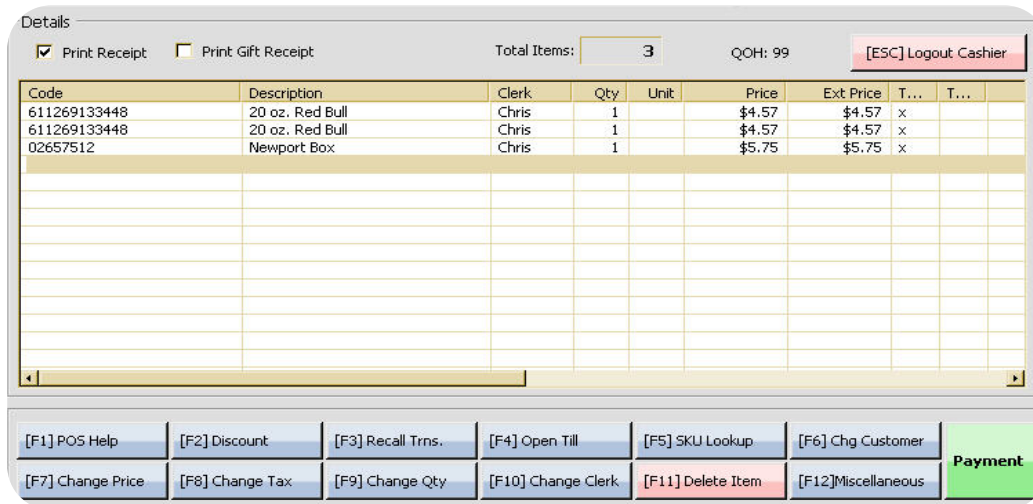 Details
Print Receipt Print Gift Receipt Total Items: 3 QOH: 99 [ESC] Logout Cashier
Code Description Clerk Qty Unit Price Ext Price T... T...
611269133448 20 oz. Red Bull Chris 1 $4.57 $4.57 x
611269133448 20 oz. Red Bull Chris 1 $4.57 $4.57 x
02657512 Newport Box Chris 1 $5.75 $5.75 x
[F1] POS Help [F2] Discount [F3] Recall Trns. [F4] Open Till [F5] SKU Lookup [F6] Chg Customer
Payment
[F7] Change Price [F8] Change Tax [F9] Change Qty [F10] Change Clerk [F11] Delete Item [F12]Miscellaneous